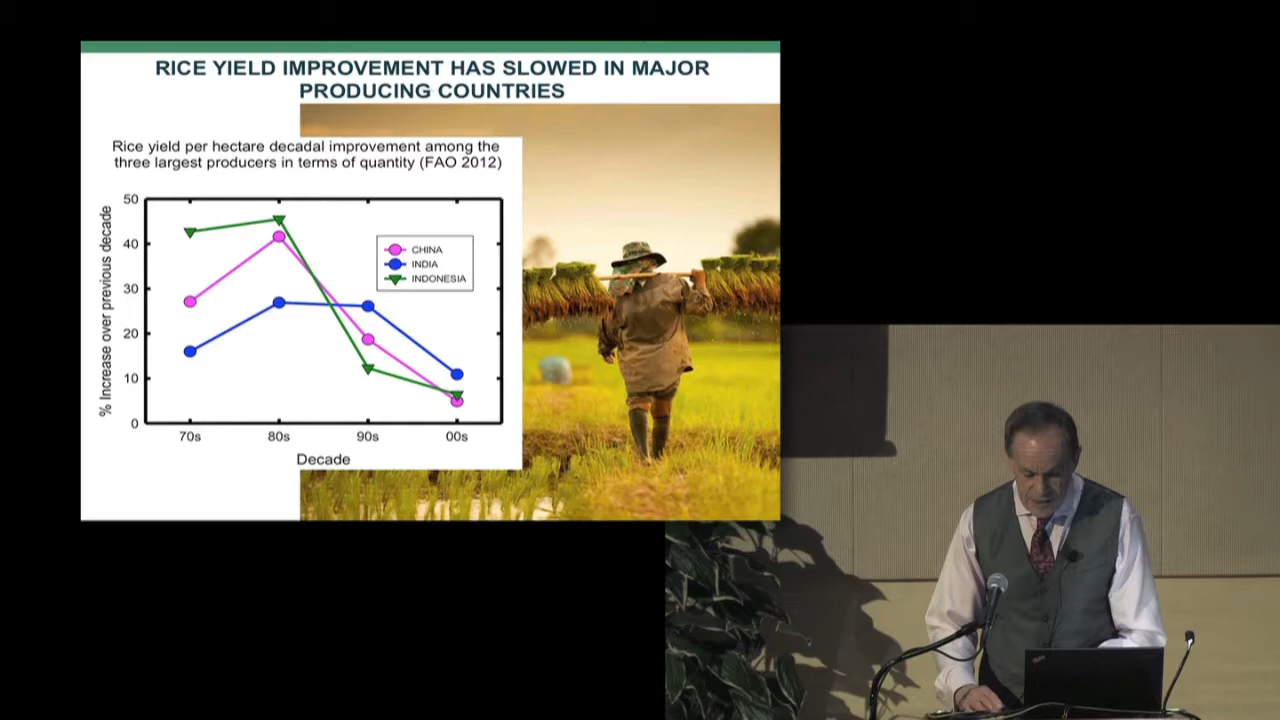 RICE YIELD IMPROVEMENT HAS SLOWED IN MAJOR
PRODUCING COUNTRIES
Rice yield per hectare decadal improvement among the
three largest producers in terms of quantity (FAO 2012)
% Increase over previous decade
50
40
30
20
10
0
CHINA
INDIA
INDONESIA
70s
80s
90s
00s
Decade